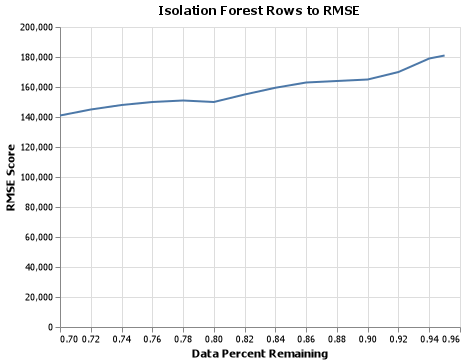 Isolation Forest Rows to RMSE
200,000
180,000
160,000
140,000
120,000
100,000
80,000
60,000
40,000
20,000
0
RMSE Score
0.70 0.72 0.74 0.76 0.78 0.80 0.82 0.84 0.86 0.88 0.90 0.92 0.94 0.96
Data Percent Remaining